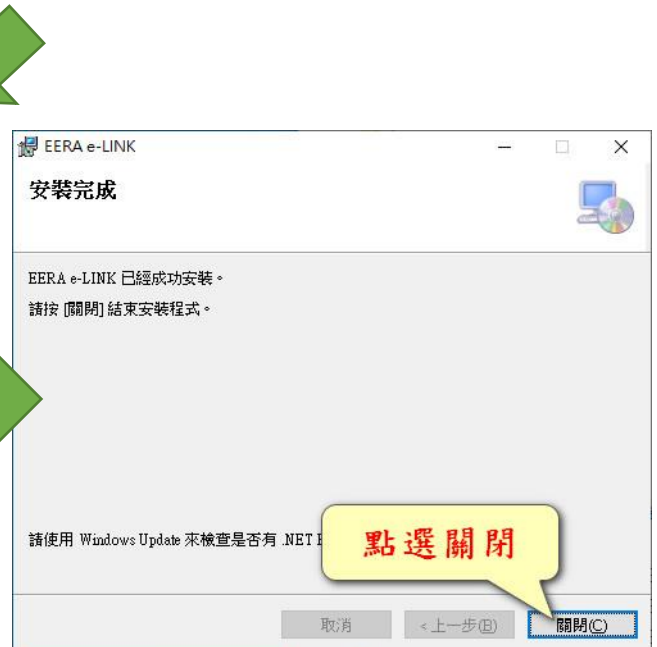 EERA e-LINK
安裝完成
EERA e-LINK 已經成功安裝。
請按 [關閉] 結束安裝程式。
請使用 Windows Update 來檢查是否有 .NET
點選關閉
取消
< 上一步(B)
關閉(C)